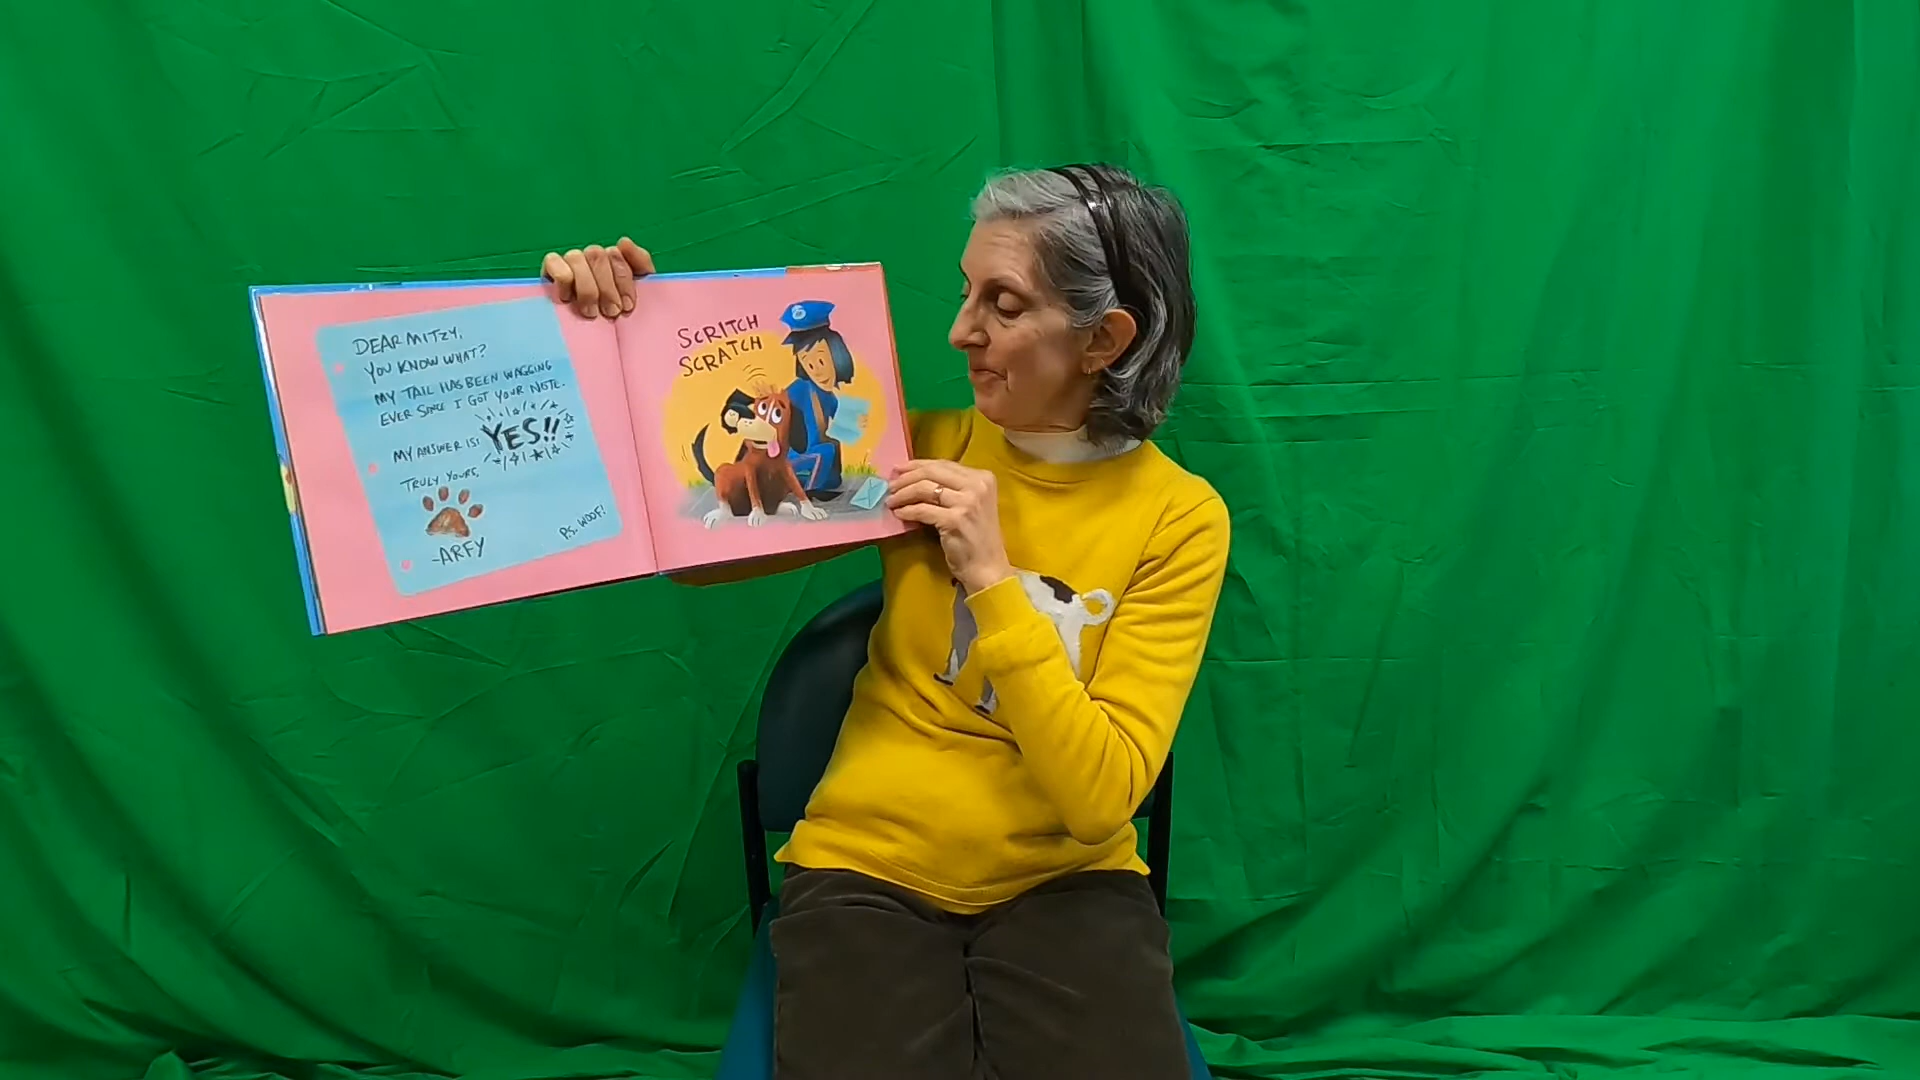 DEAR MITZY,
YOU KNOW WHAT?
MY TAIL HAS BEEN WAGGING
EVER SINCE I GOT YOUR NOTE.
MY ANSWER IS: YES!!
TRULY YOURS,
-ARFY
P.S. WOOF!
SCRITCH
SCRATCH